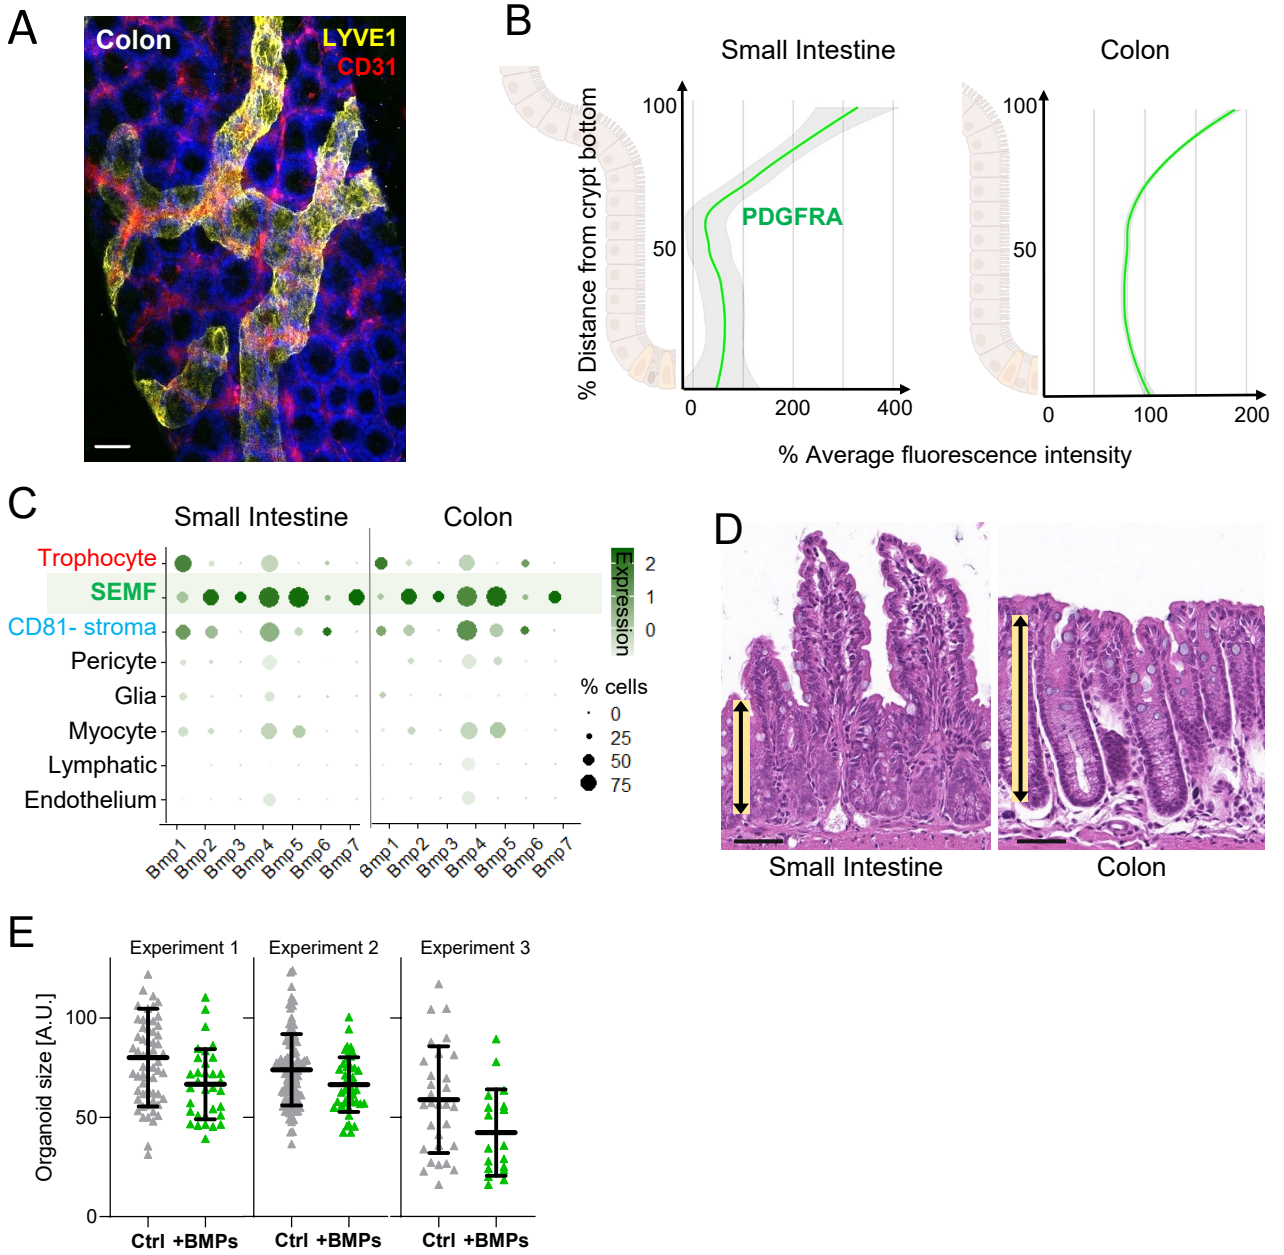 A
Colon
LYVE1
CD31
B
Small Intestine
Colon
% Distance from crypt bottom
100
50
PDGFRA
0
200
400
100
50
0
100
200
% Average fluorescence intensity
C
Small Intestine
Colon
Trophocyte
SEMF
CD81- stroma
Pericyte
Glia
Myocyte
Lymphatic
Endothelium
Bmp1
Bmp2
Bmp3
Bmp4
Bmp5
Bmp6
Bmp7
Bmp1
Bmp2
Bmp3
Bmp4
Bmp5
Bmp6
Bmp7
Expression
2
1
0
% cells
0
25
50
75
D
Small Intestine
Colon
E
Experiment 1
Experiment 2
Experiment 3
Organoid size [A.U.]
100
50
0
Ctrl +BMPs
Ctrl +BMPs
Ctrl +BMPs